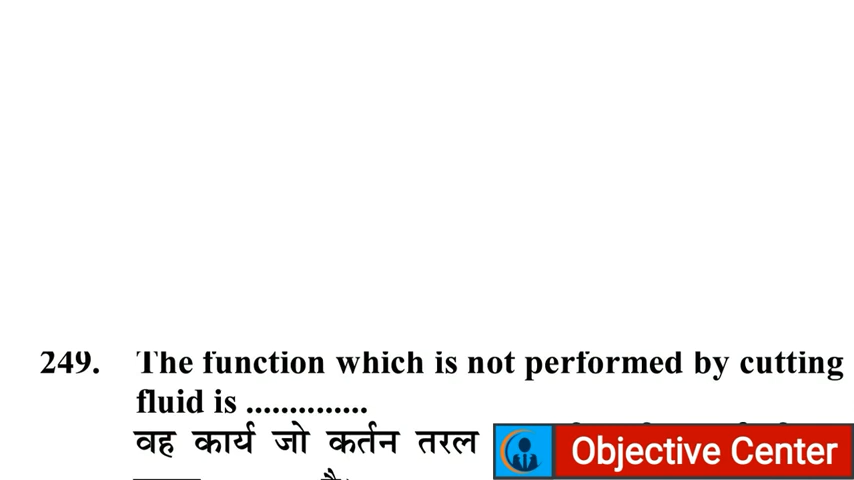 249. The function which is not performed by cutting
fluid is ..............
वह कार्य जो कर्तन तरल
Objective Center
है।